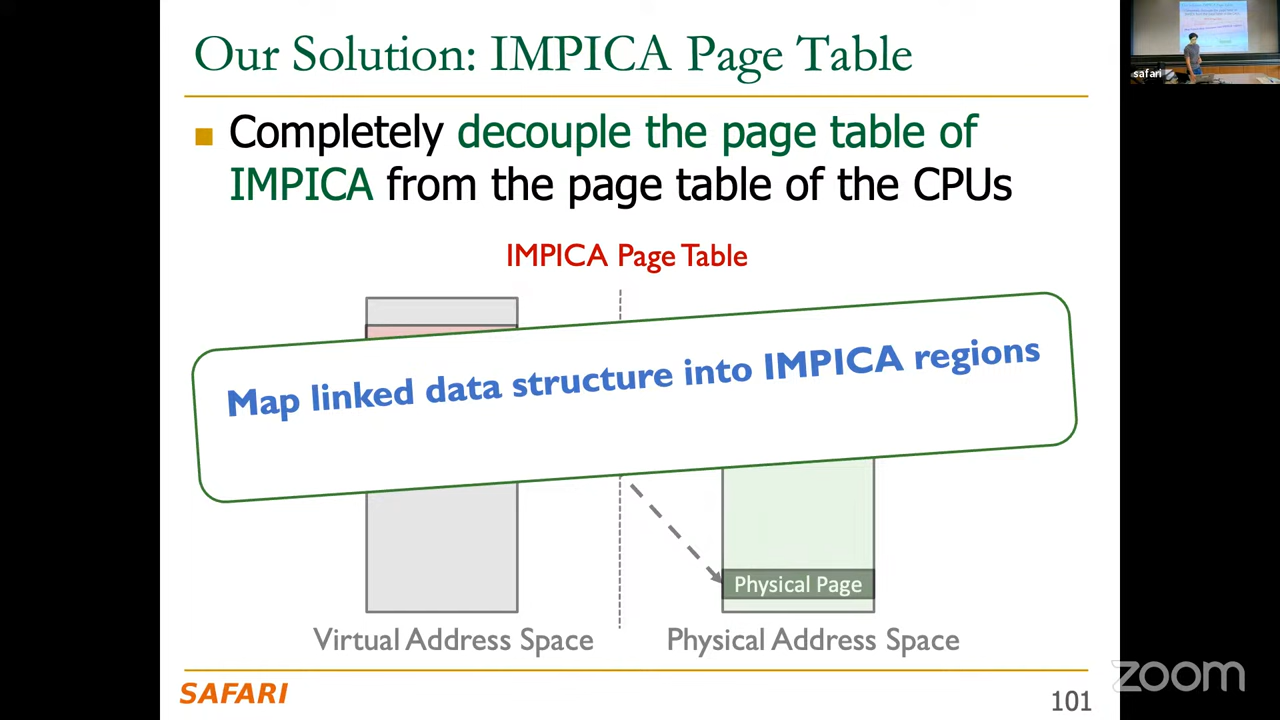 Our Solution: IMPICA Page Table
safari
Completely decouple the page table of
IMPICA from the page table of the CPUs
IMPICA Page Table
Map linked data structure into IMPICA regions
Physical Page
Virtual Address Space
Physical Address Space
SAFARI
101
zoom